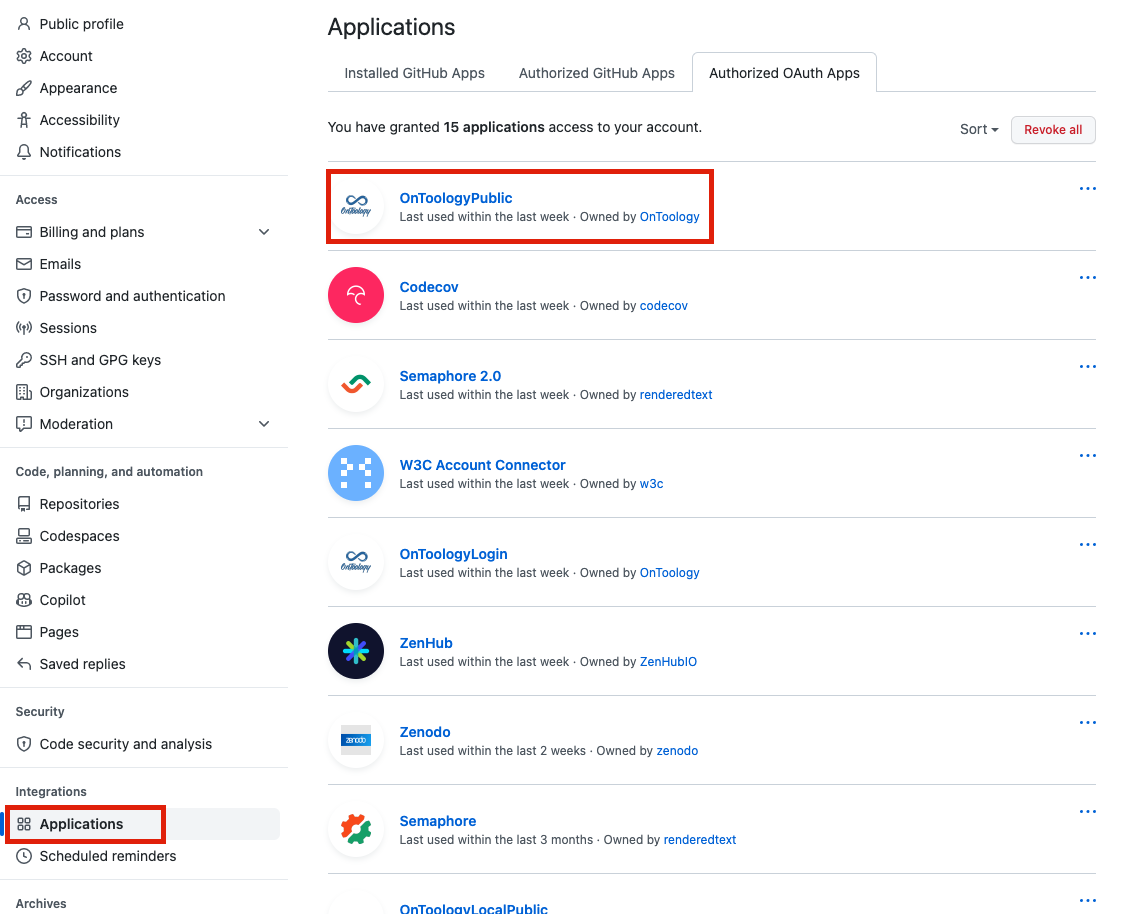 Public profile
Account
Appearance
Accessibility
Notifications
Access
Billing and plans
Emails
Password and authentication
Sessions
SSH and GPG keys
Organizations
Moderation
Code, planning, and automation
Repositories
Codespaces
Packages
Copilot
Pages
Saved replies
Security
Code security and analysis
Integrations
Applications
Scheduled reminders
Archives
Applications
Installed GitHub Apps
Authorized GitHub Apps
Authorized OAuth Apps
You have granted 15 applications access to your account.
Sort
Revoke all
OnToology
OnToologyPublic
Last used within the last week · Owned by OnToology
Codecov
Last used within the last week · Owned by codecov
Semaphore 2.0
Last used within the last week · Owned by renderedtext
W3C Account Connector
Last used within the last week · Owned by w3c
OnToology
OnToologyLogin
Last used within the last week · Owned by OnToology
ZenHub
Last used within the last week · Owned by ZenHubIO
zenodo
Zenodo
Last used within the last 2 weeks · Owned by zenodo
Semaphore
Last used within the last 3 months · Owned by renderedtext
OnToologyLocalPublic